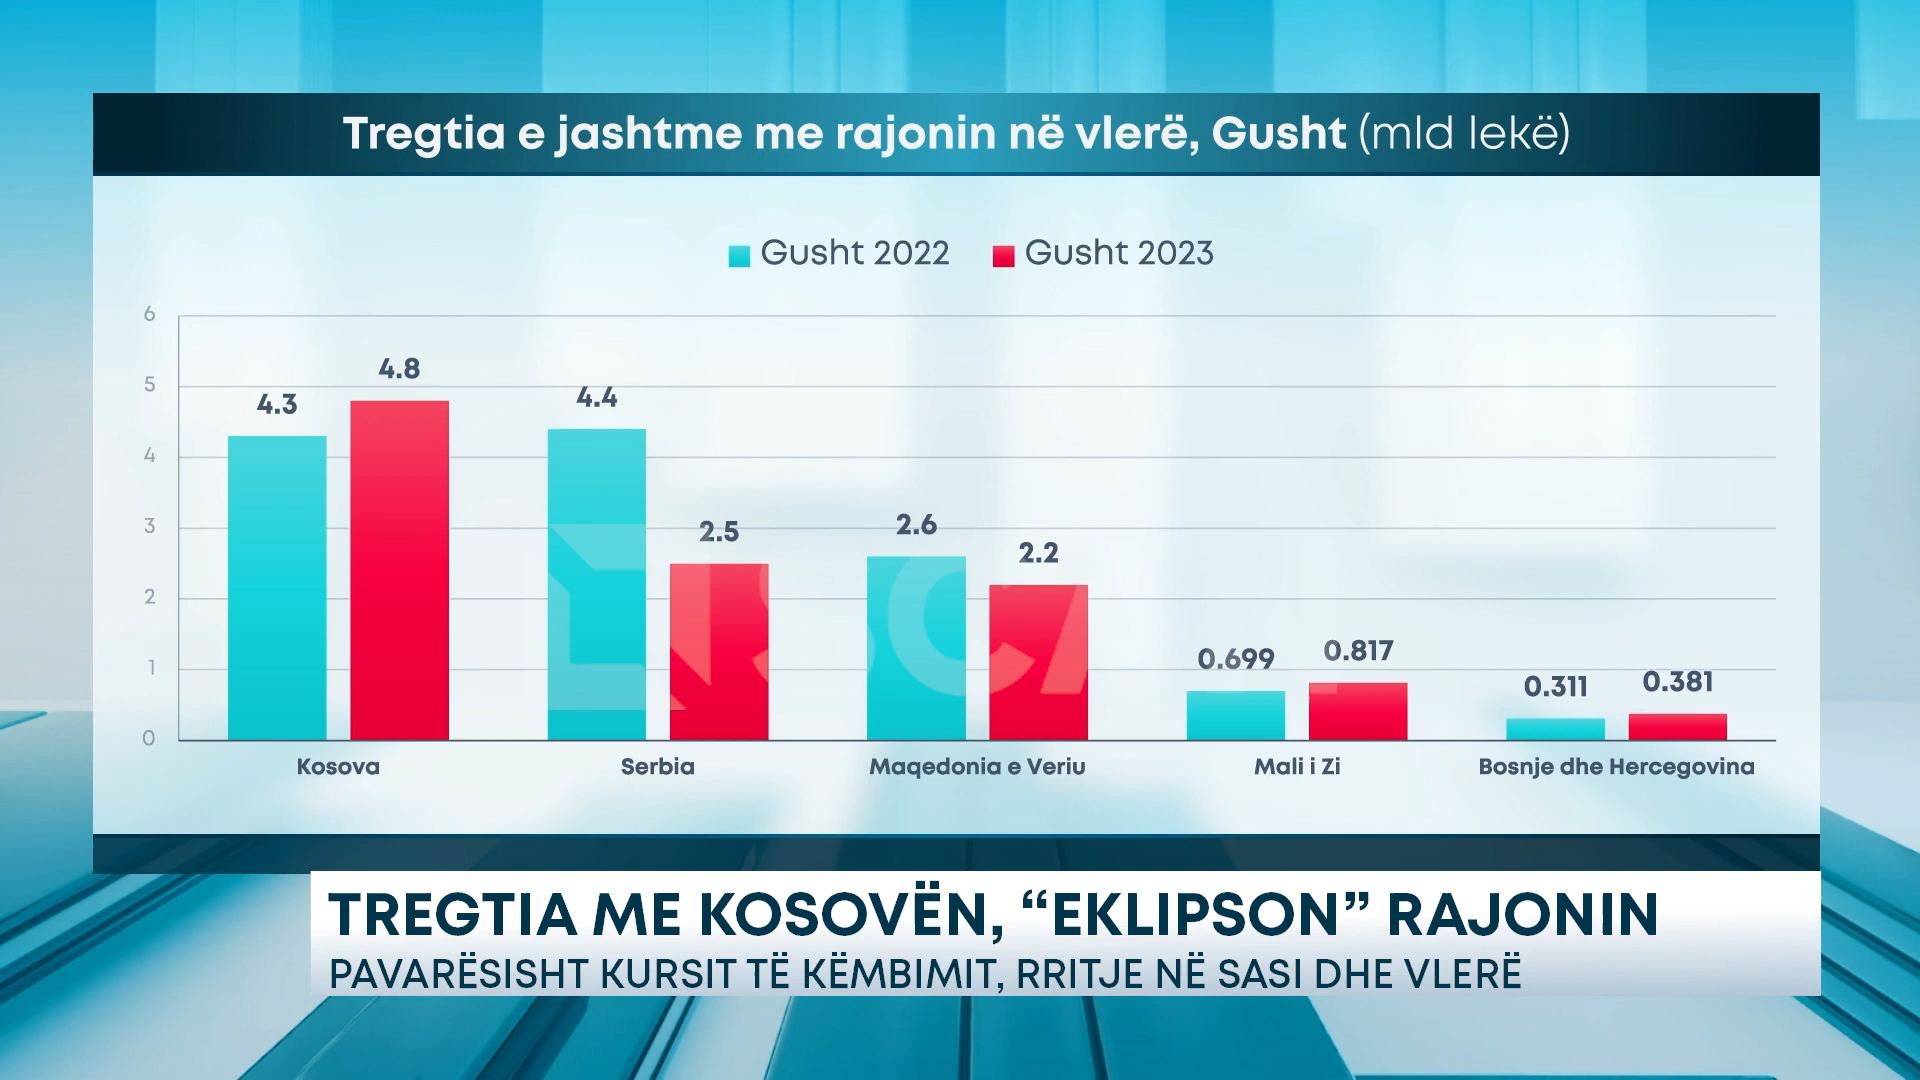 Tregtia e jashtme me rajonin në vlerë, Gusht (mld lekë)
Gusht 2022 Gusht 2023
6
5
4
3
2
1
0
4.3 4.8 4.4 2.5 2.6 2.2 0.699 0.817 0.311 0.381
Kosova Serbia Maqedonia e Veriu Mali i Zi Bosnje dhe Hercegovina
TREGTIA ME KOSOVËN, “EKLIPSON” RAJONIN
PAVARËSISHT KURSIT TË KËMBIMIT, RRITJE NË SASI DHE VLERË